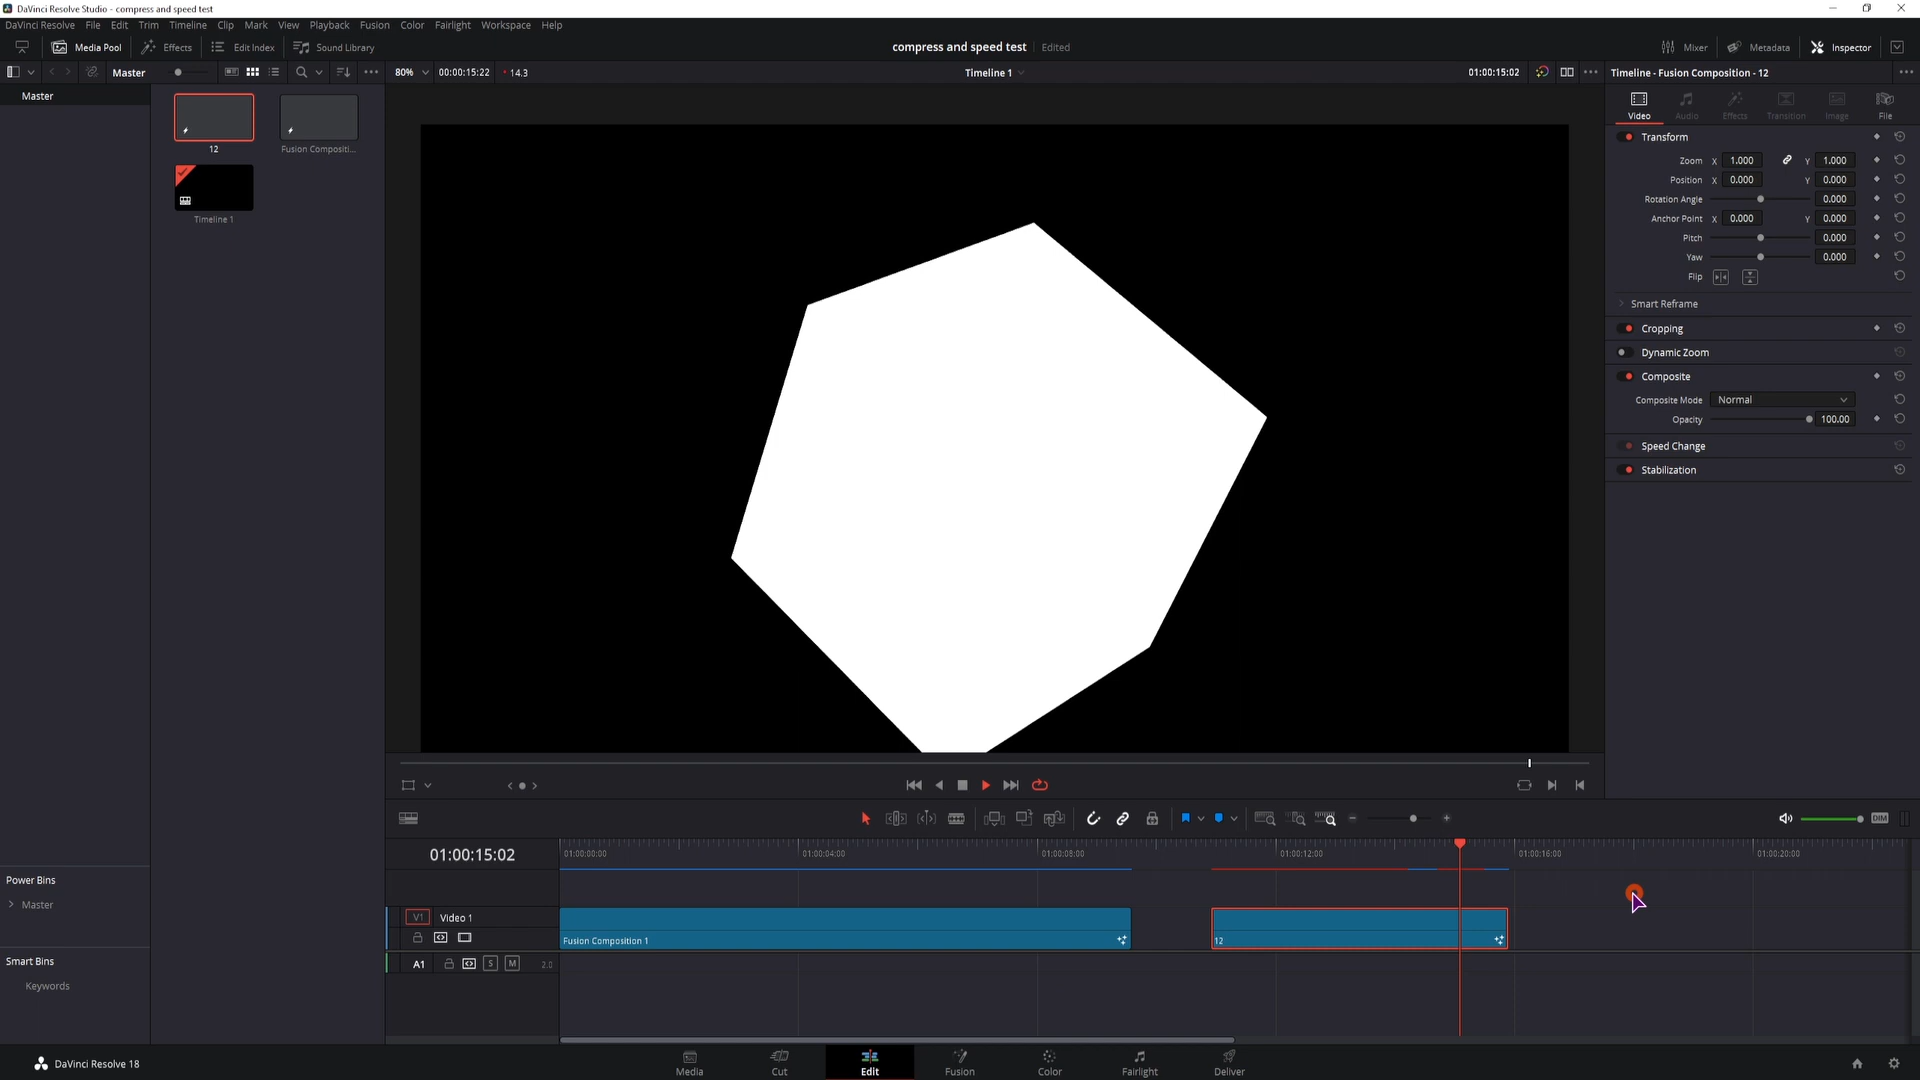 DaVinci Resolve Studio - compress and speed test
DaVinci Resolve File Edit Trim Timeline Clip Mark View Playback Fusion Color Fairlight Workspace Help
Media Pool Effects Edit Index Sound Library compress and speed test Edited Mixer Metadata Inspector
Master 80% 00:00:15:22 14.3 Timeline 1 01:00:15:02 Timeline - Fusion Composition - 12
Master
Video Audio Effects Transition Image File
12 Fusion Compositi...
Timeline 1
Transform
Zoom X 1.000 Y 1.000
Position X 0.000 Y 0.000
Rotation Angle 0.000
Anchor Point X 0.000 Y 0.000
Pitch 0.000
Yaw 0.000
Flip
Smart Reframe
Cropping
Dynamic Zoom
Composite
Composite Mode Normal
Opacity 100.00
Speed Change
Stabilization
DIM
01:00:15:02 01:00:00:00 01:00:04:00 01:00:08:00 01:00:12:00 01:00:16:00 01:00:20:00
Power Bins
Master
V1 Video 1
Fusion Composition 1 12
Smart Bins
Keywords
A1 S M 2.0
DaVinci Resolve 18
Media Cut Edit Fusion Color Fairlight Deliver